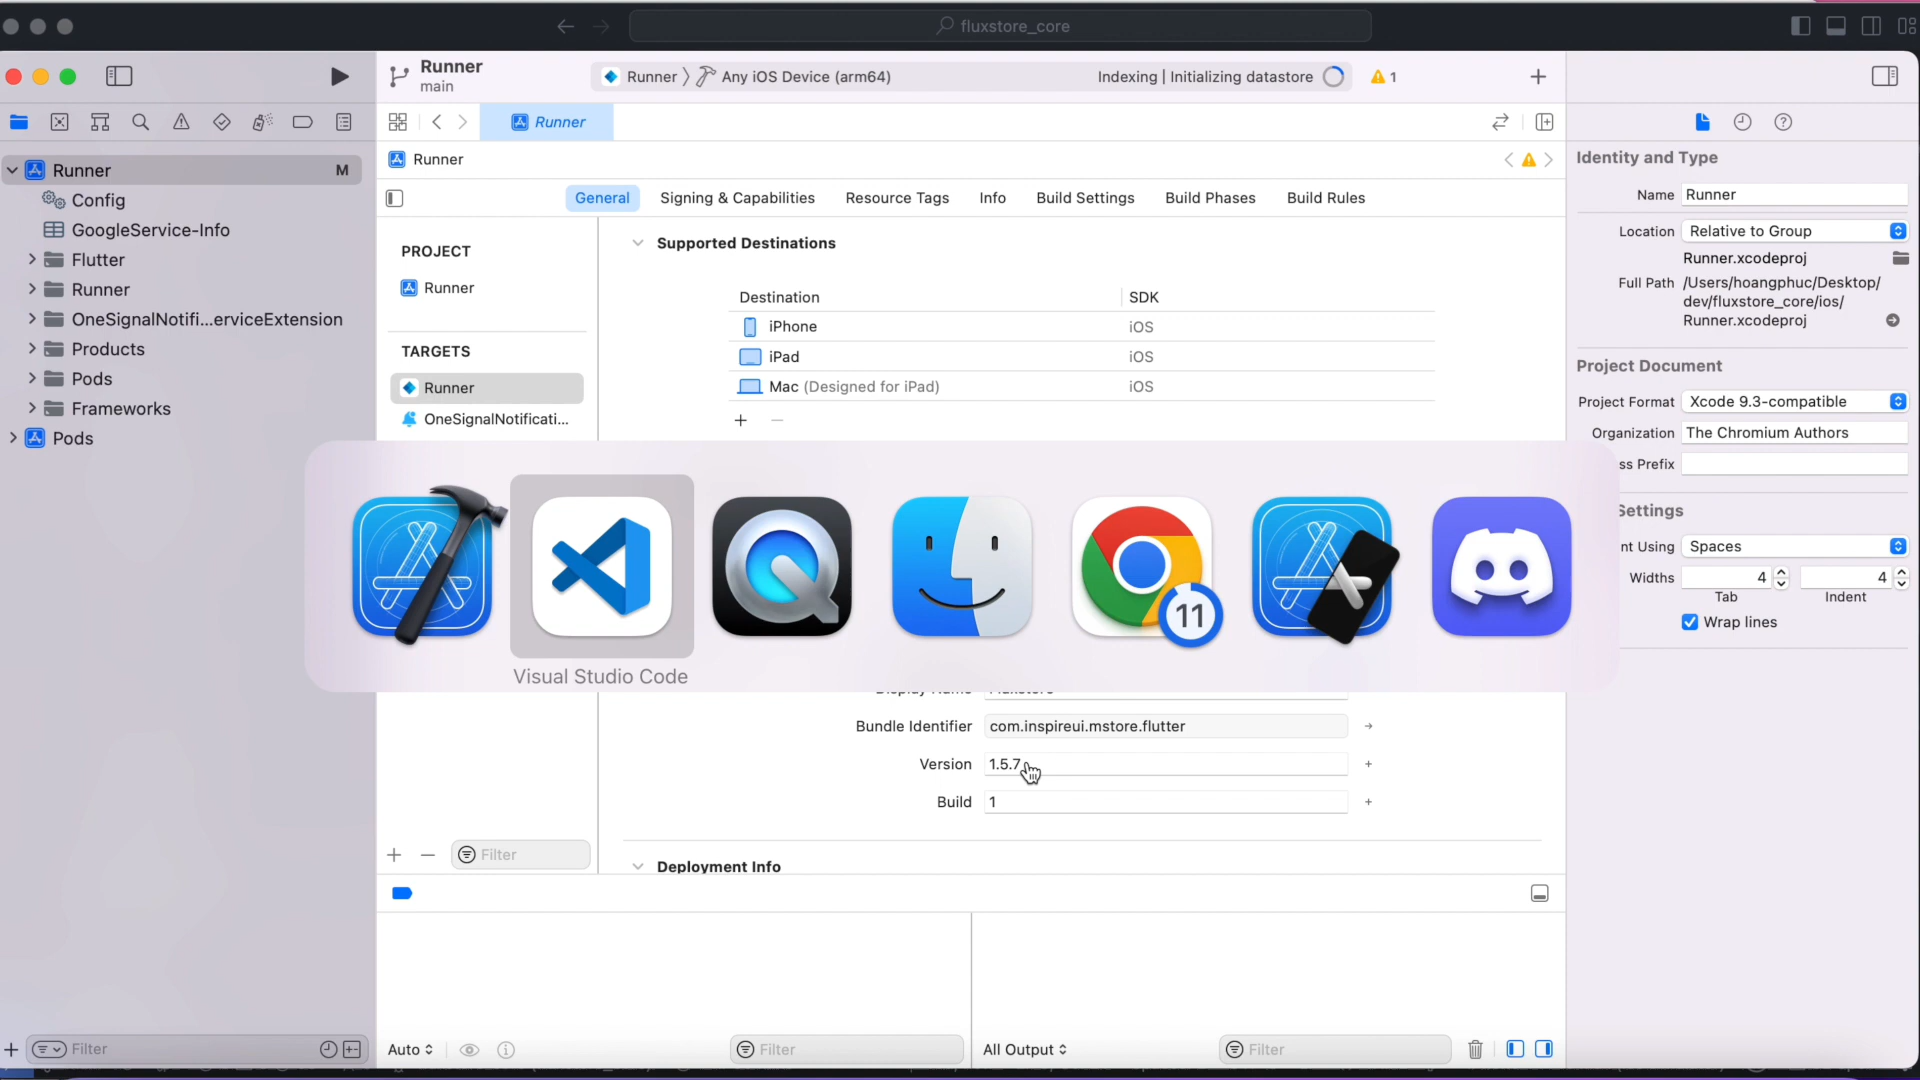 fluxstore_core
Runner
main
Runner
Any iOS Device (arm64)
Indexing | Initializing datastore
1
Runner
Runner
General
Signing & Capabilities
Resource Tags
Info
Build Settings
Build Phases
Build Rules
Runner
M
Config
GoogleService-Info
Flutter
Runner
OneSignalNotifi...erviceExtension
Products
Pods
Frameworks
Pods
PROJECT
Runner
TARGETS
Runner
OneSignalNotificati...
Supported Destinations
Destination
SDK
iPhone
iOS
iPad
iOS
Mac (Designed for iPad)
iOS
11
Visual Studio Code
Bundle Identifier
com.inspireui.mstore.flutter
Version
1.5.7
Build
1
Deployment Info
Filter
Identity and Type
Name
Runner
Location
Relative to Group
Runner.xcodeproj
Full Path
/Users/hoangphuc/Desktop/
dev/fluxstore_core/ios/
Runner.xcodeproj
Project Document
Project Format
Xcode 9.3-compatible
Organization
The Chromium Authors
ss Prefix
Settings
nt Using
Spaces
Widths
4
4
Tab
Indent
Wrap lines
Filter
Auto
Filter
All Output
Filter